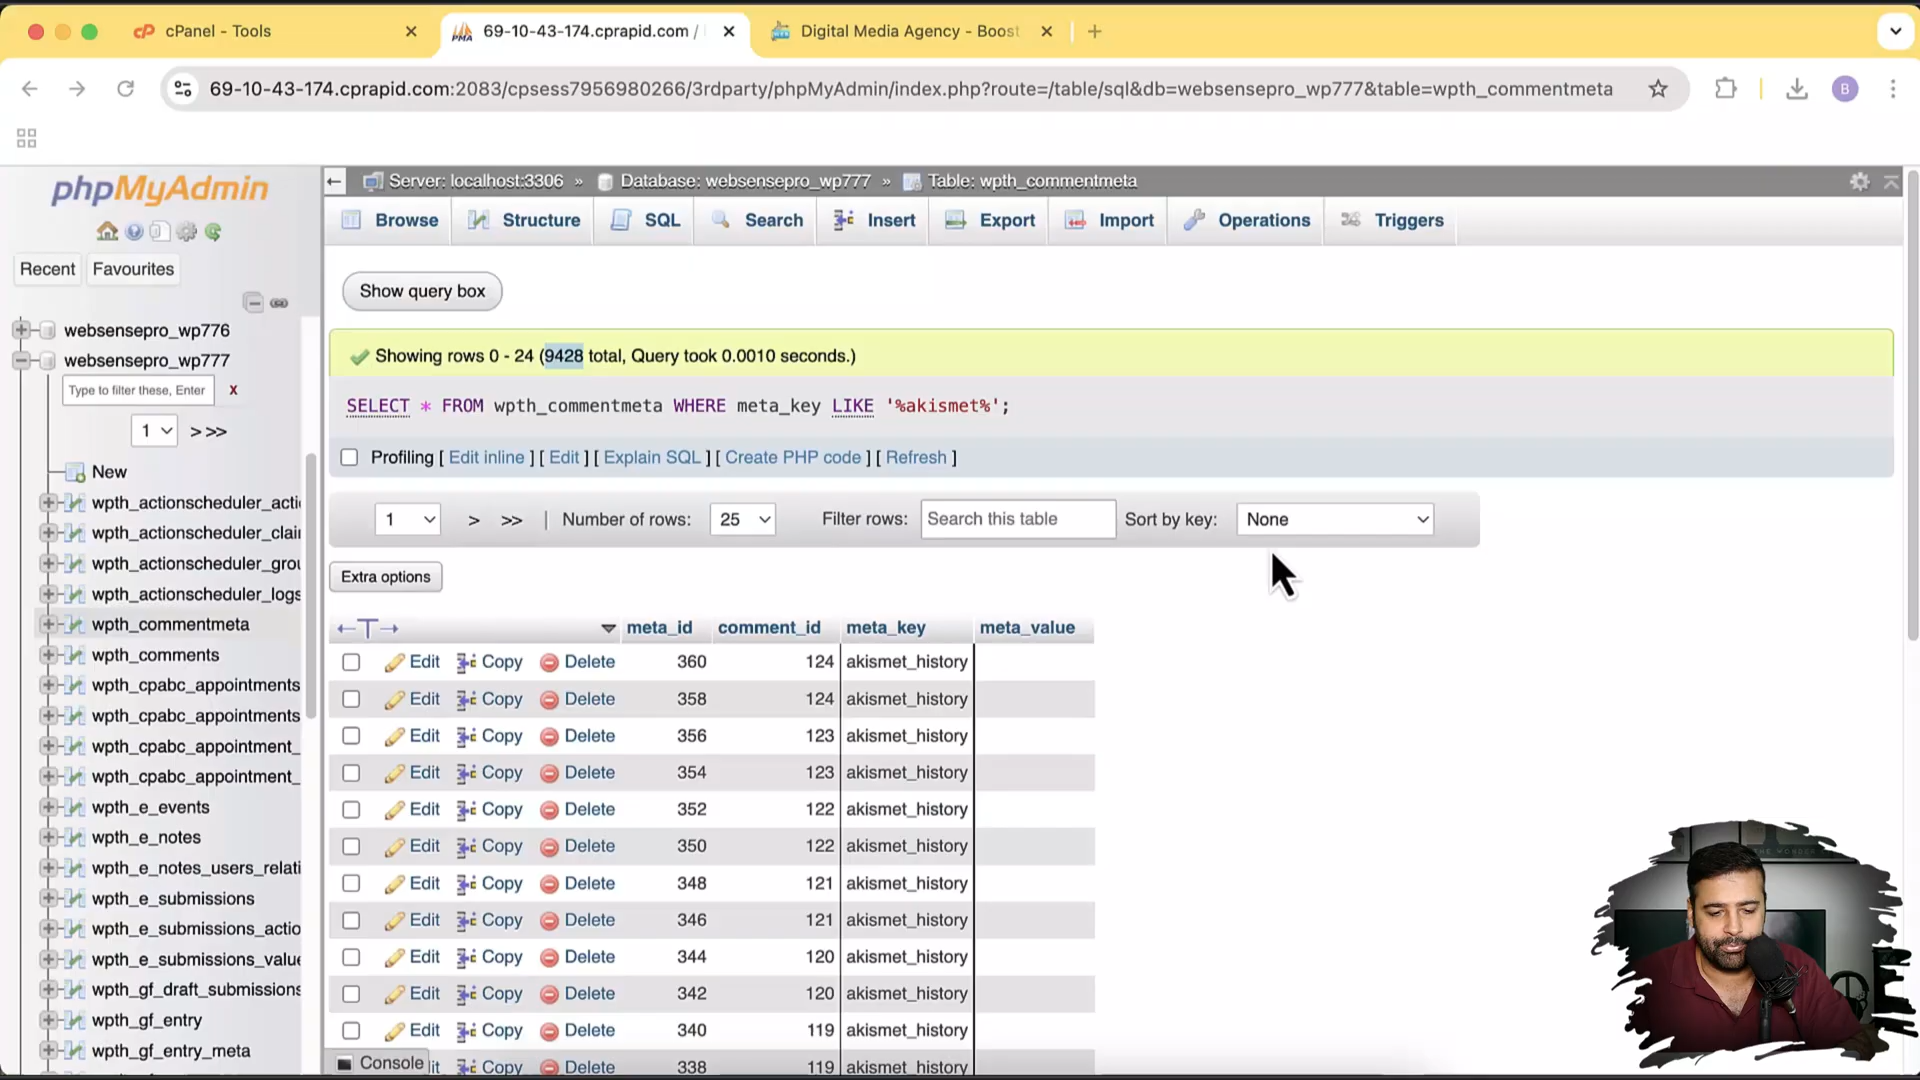 cPanel - Tools
69-10-43-174.cprapid.com /
Digital Media Agency - Boost
69-10-43-174.cprapid.com:2083/cpsess7956980266/3rdparty/phpMyAdmin/index.php?route=/table/sql&db=websensepro_wp777&table=wpth_commentmeta
B
phpMyAdmin
Recent
Favourites
websensepro_wp776
websensepro_wp777
Type to filter these, Enter
X
1
> >>
New
wpth_actionscheduler_acti
wpth_actionscheduler_clai
wpth_actionscheduler_grou
wpth_actionscheduler_logs
wpth_commentmeta
wpth_comments
wpth_cpabc_appointments
wpth_cpabc_appointments
wpth_cpabc_appointment_
wpth_cpabc_appointment_
wpth_e_events
wpth_e_notes
wpth_e_notes_users_relati
wpth_e_submissions
wpth_e_submissions_actio
wpth_e_submissions_value
wpth_gf_draft_submissions
wpth_gf_entry
wpth_gf_entry_meta
Server: localhost:3306 » Database: websensepro_wp777 » Table: wpth_commentmeta
Browse Structure SQL Search Insert Export Import Operations Triggers
Show query box
Showing rows 0 - 24 (9428 total, Query took 0.0010 seconds.)
SELECT * FROM wpth_commentmeta WHERE meta_key LIKE '%akismet%';
Profiling [ Edit inline ] [ Edit ] [ Explain SQL ] [ Create PHP code ] [ Refresh ]
1 > >> | Number of rows: 25 Filter rows: Search this table Sort by key: None
Extra options
meta_id comment_id meta_key meta_value
Edit Copy Delete 360 124 akismet_history
Edit Copy Delete 358 124 akismet_history
Edit Copy Delete 356 123 akismet_history
Edit Copy Delete 354 123 akismet_history
Edit Copy Delete 352 122 akismet_history
Edit Copy Delete 350 122 akismet_history
Edit Copy Delete 348 121 akismet_history
Edit Copy Delete 346 121 akismet_history
Edit Copy Delete 344 120 akismet_history
Edit Copy Delete 342 120 akismet_history
Edit Copy Delete 340 119 akismet_history
Console
Copy Delete 338 119 akismet_history